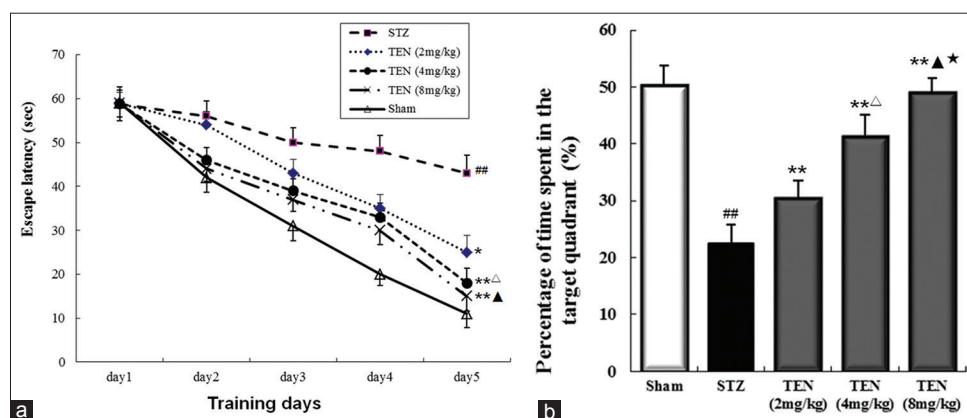 STZ
TEN (2mg/kg)
TEN (4mg/kg)
TEN (8mg/kg)
Sham
Escape latency (sec)
70
60
50
40
30
20
10
0
##
*
**△
**▲
day1 day2 day3 day4 day5
Training days
a
Percentage of time spent in the
target quadrant (%)
60
50
40
30
20
10
0
##
**
**△
**▲★
Sham STZ TEN TEN TEN
(2mg/kg) (4mg/kg) (8mg/kg)
b